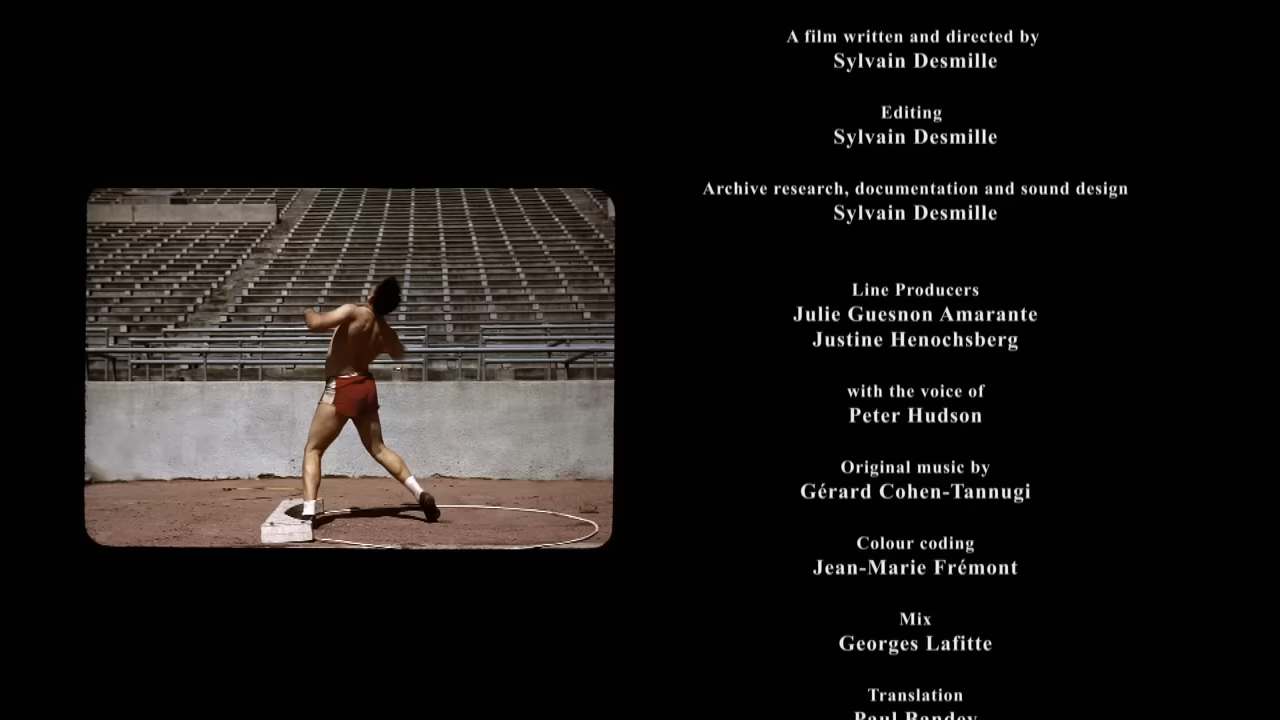 A film written and directed by
Sylvain Desmille
Editing
Sylvain Desmille
Archive research, documentation and sound design
Sylvain Desmille
Line Producers
Julie Guesnon Amarante
Justine Henochsberg
with the voice of
Peter Hudson
Original music by
Gérard Cohen-Tannugi
Colour coding
Jean-Marie Frémont
Mix
Georges Lafitte
Translation
Paul